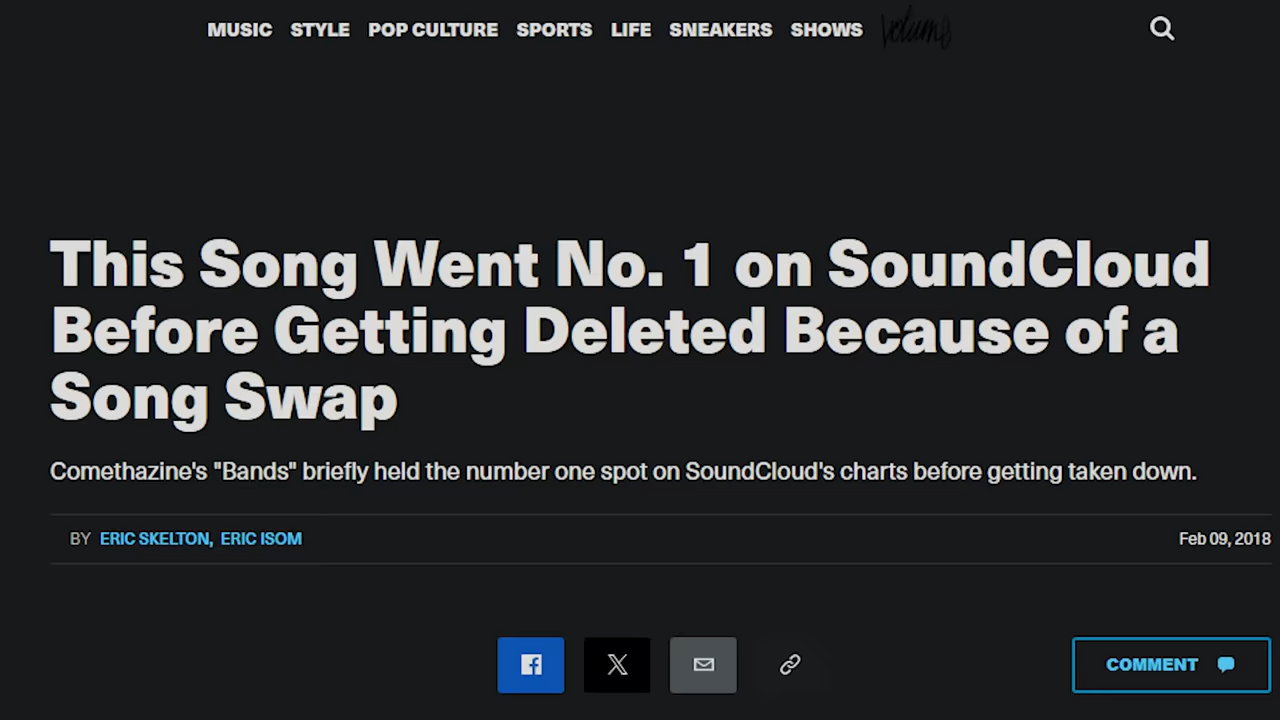 MUSIC STYLE POP CULTURE SPORTS LIFE SNEAKERS SHOWS Volume
This Song Went No. 1 on SoundCloud
Before Getting Deleted Because of a
Song Swap
Comethazine's "Bands" briefly held the number one spot on SoundCloud's charts before getting taken down.
BY ERIC SKELTON, ERIC ISOM Feb 09, 2018
COMMENT